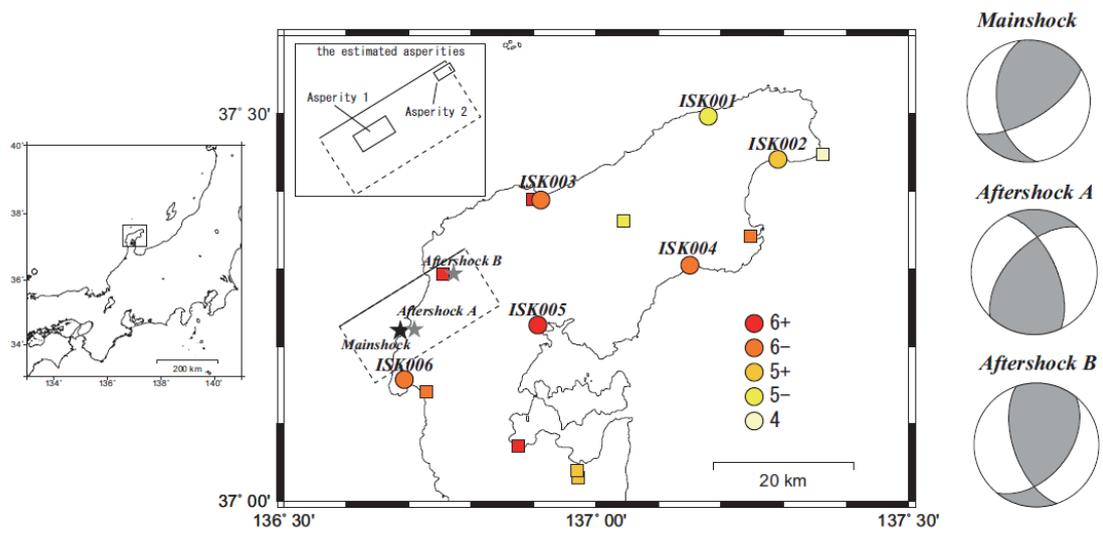 the estimated asperities
Asperity 1
Asperity 2
37° 30'
37° 00'
136° 30'
137° 00'
137° 30'
ISK001
ISK002
ISK003
ISK004
ISK005
ISK006
Aftershock B
Aftershock A
Mainshock
6+
6−
5+
5−
4
20 km
40°
38°
36°
34°
134°
136°
138°
140°
200 km
Mainshock
Aftershock A
Aftershock B